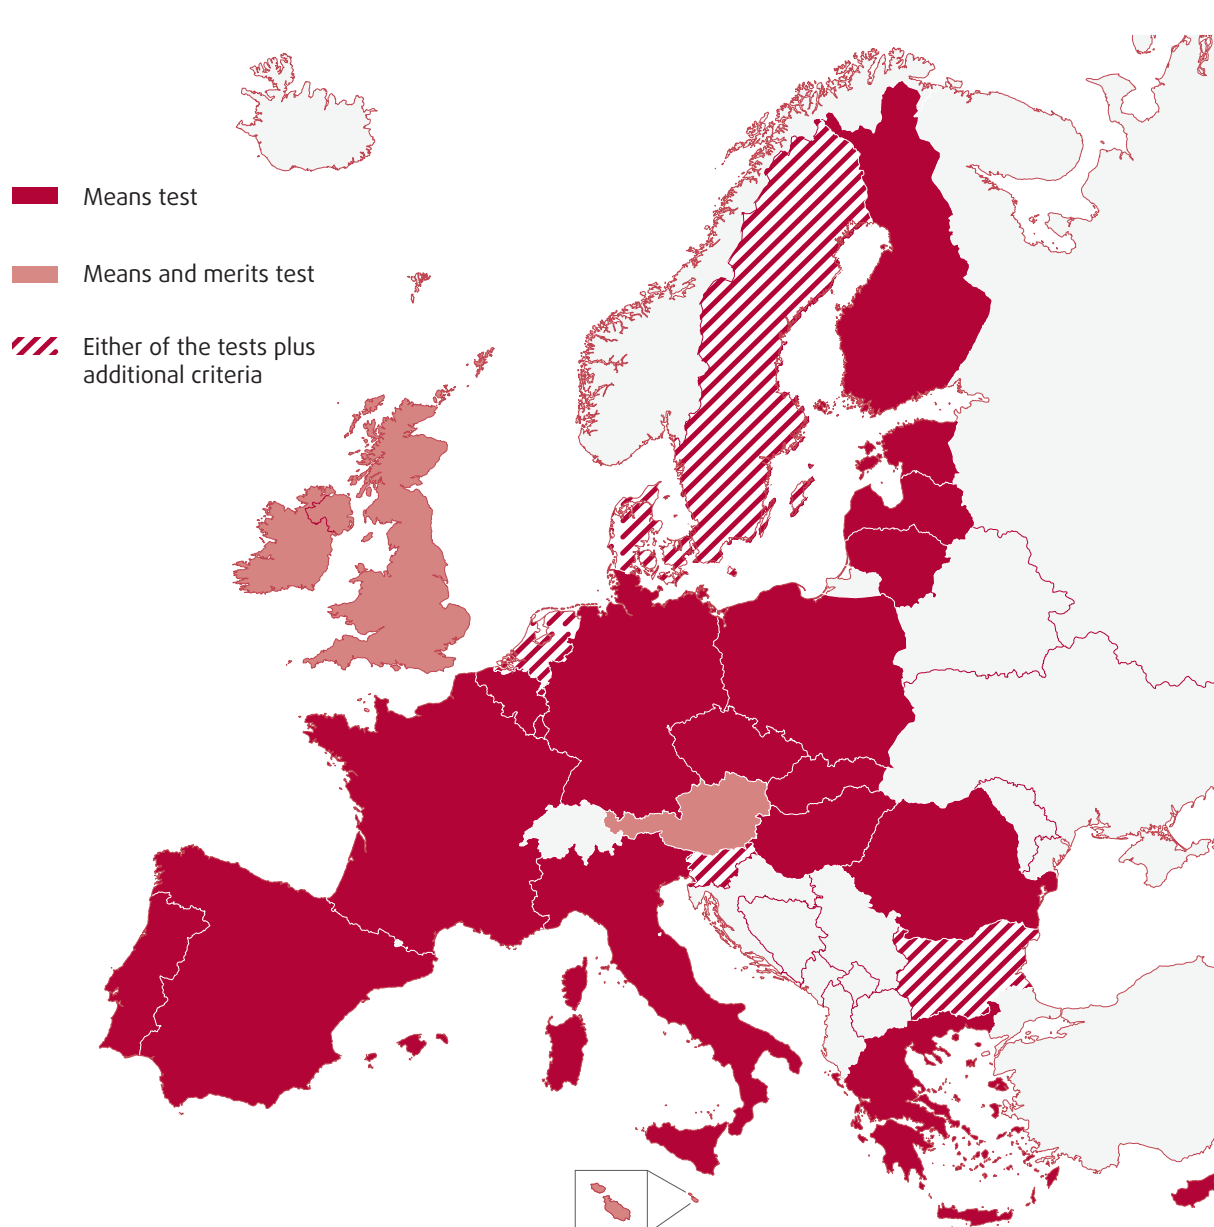 Means test
Means and merits test
Either of the tests plus
additional criteria